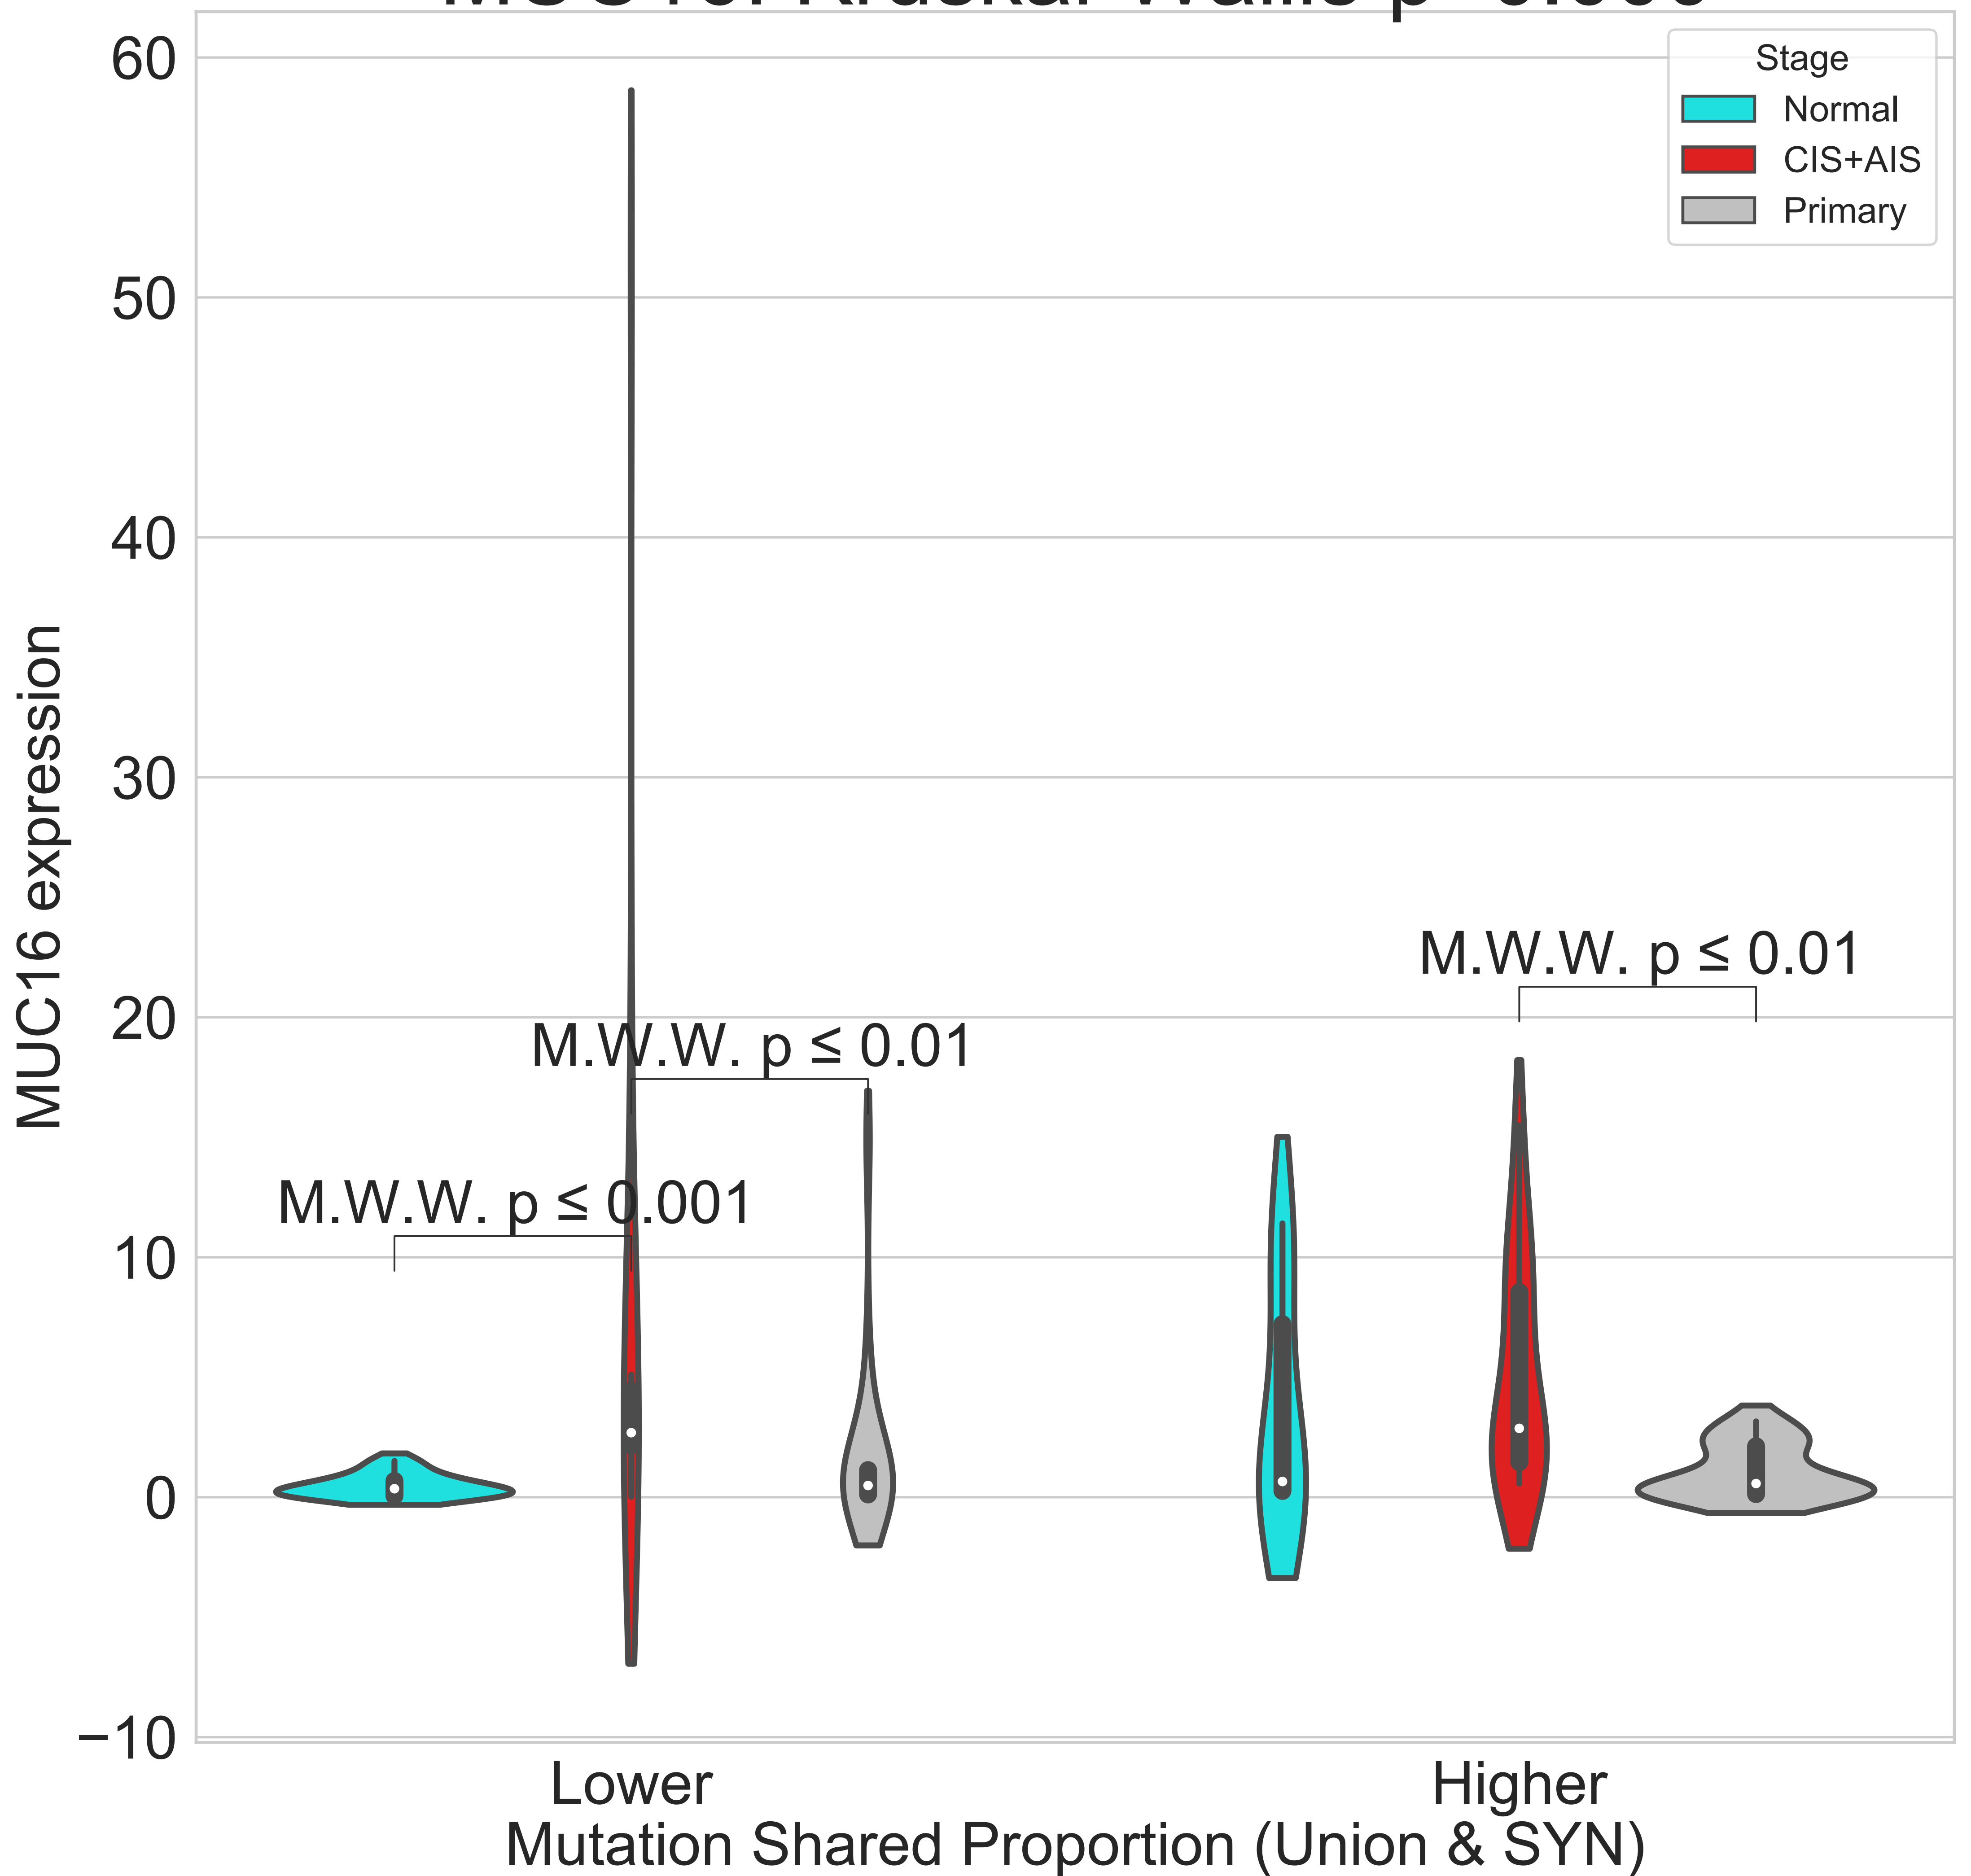 60
50
40
30
20
10
0
−10
MUC16 expression
Stage
Normal
CIS+AIS
Primary
M.W.W. p ≤ 0.01
M.W.W. p ≤ 0.01
M.W.W. p ≤ 0.001
Lower
Higher
Mutation Shared Proportion (Union & SYN)